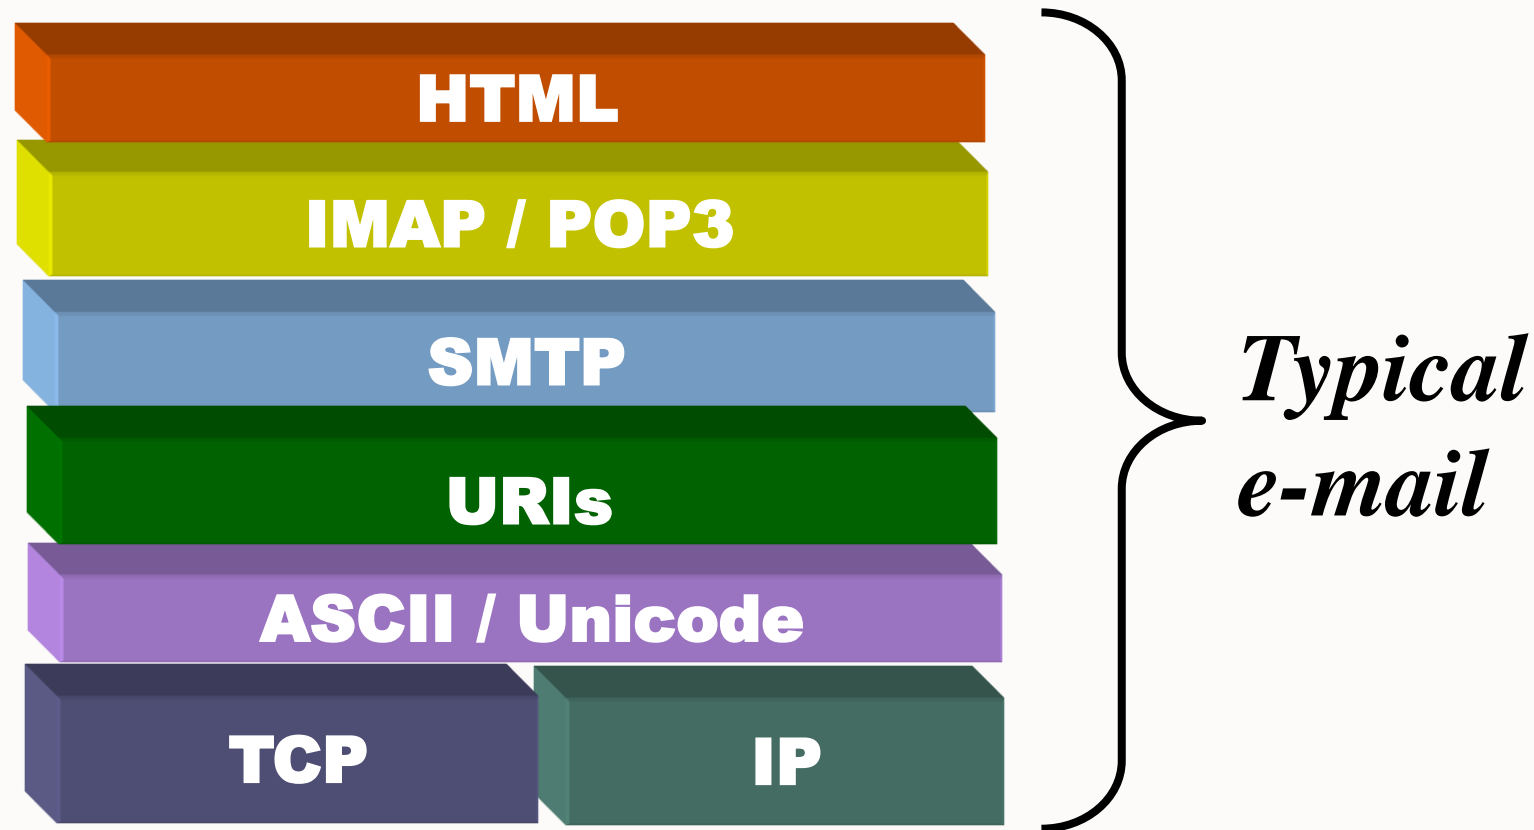 HTML
IMAP / POP3
SMTP
URIs
ASCII / Unicode
TCP
IP
Typical
e-mail